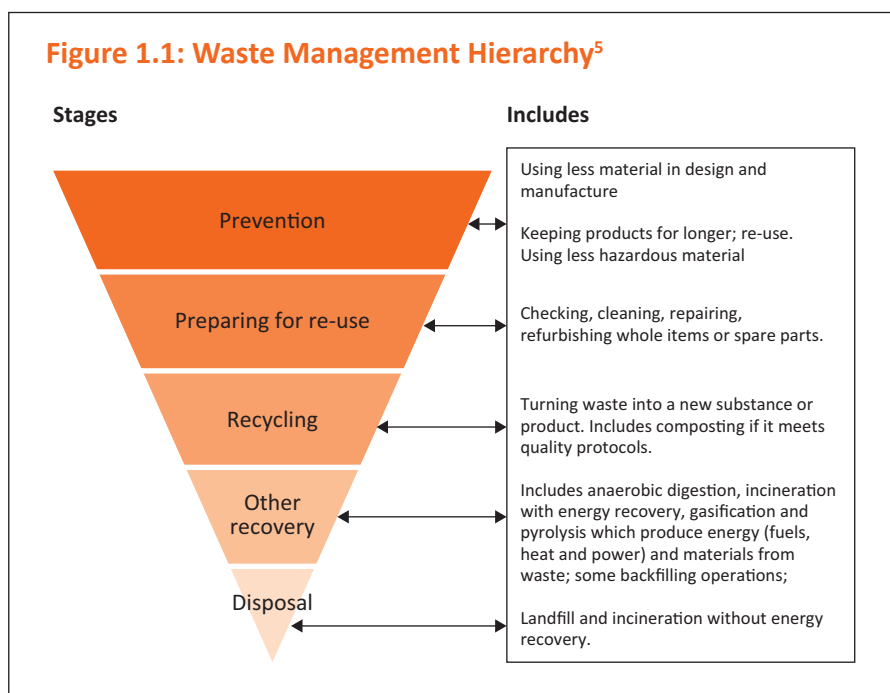 Figure 1.1: Waste Management Hierarchy⁵
Stages
Includes
Prevention
Using less material in design and
manufacture
Keeping products for longer; re-use.
Using less hazardous material
Preparing for re-use
Checking, cleaning, repairing,
refurbishing whole items or spare parts.
Recycling
Turning waste into a new substance or
product. Includes composting if it meets
quality protocols.
Other
recovery
Includes anaerobic digestion, incineration
with energy recovery, gasification and
pyrolysis which produce energy (fuels,
heat and power) and materials from
waste; some backfilling operations;
Disposal
Landfill and incineration without energy
recovery.